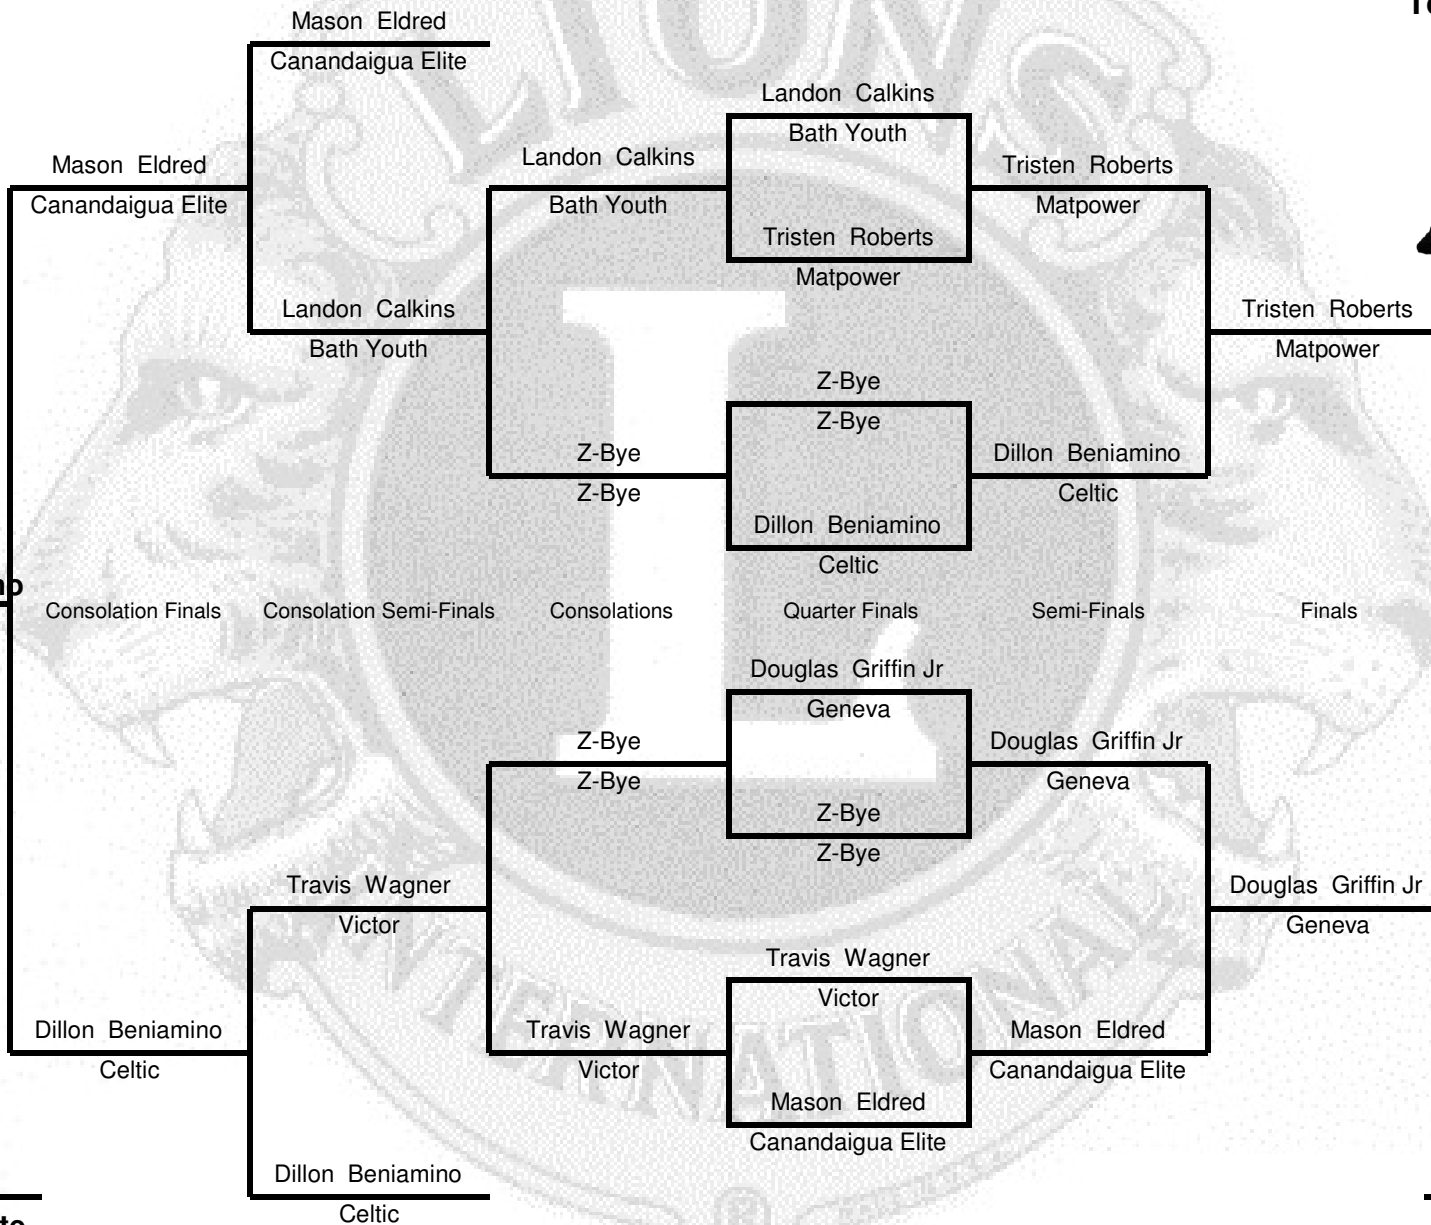 Mason Eldred
Canandaigua Elite
Landon Calkins
Bath Youth
Mason Eldred
Canandaigua Elite
Landon Calkins
Bath Youth
Tristen Roberts
Matpower
Tristen Roberts
Matpower
Landon Calkins
Bath Youth
Tristen Roberts
Matpower
Z-Bye
Z-Bye
Z-Bye
Z-Bye
Dillon Beniamino
Celtic
Dillon Beniamino
Celtic
Consolation Finals
Consolation Semi-Finals
Consolations
Quarter Finals
Semi-Finals
Finals
Douglas Griffin Jr
Geneva
Z-Bye
Z-Bye
Douglas Griffin Jr
Geneva
Z-Bye
Z-Bye
Travis Wagner
Victor
Douglas Griffin Jr
Geneva
Travis Wagner
Victor
Dillon Beniamino
Celtic
Travis Wagner
Victor
Mason Eldred
Canandaigua Elite
Mason Eldred
Canandaigua Elite
Dillon Beniamino
Celtic
LIONS
L
INTERNATIONAL